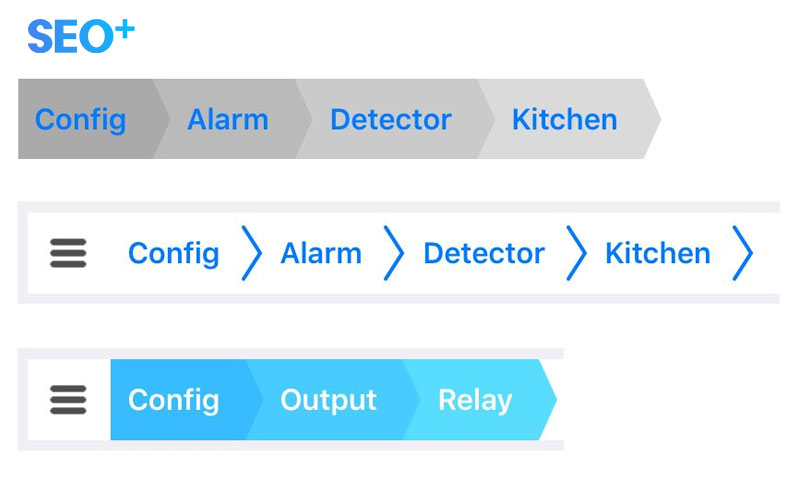 SEO+
Config Alarm Detector Kitchen
Config Alarm Detector Kitchen
Config Output Relay